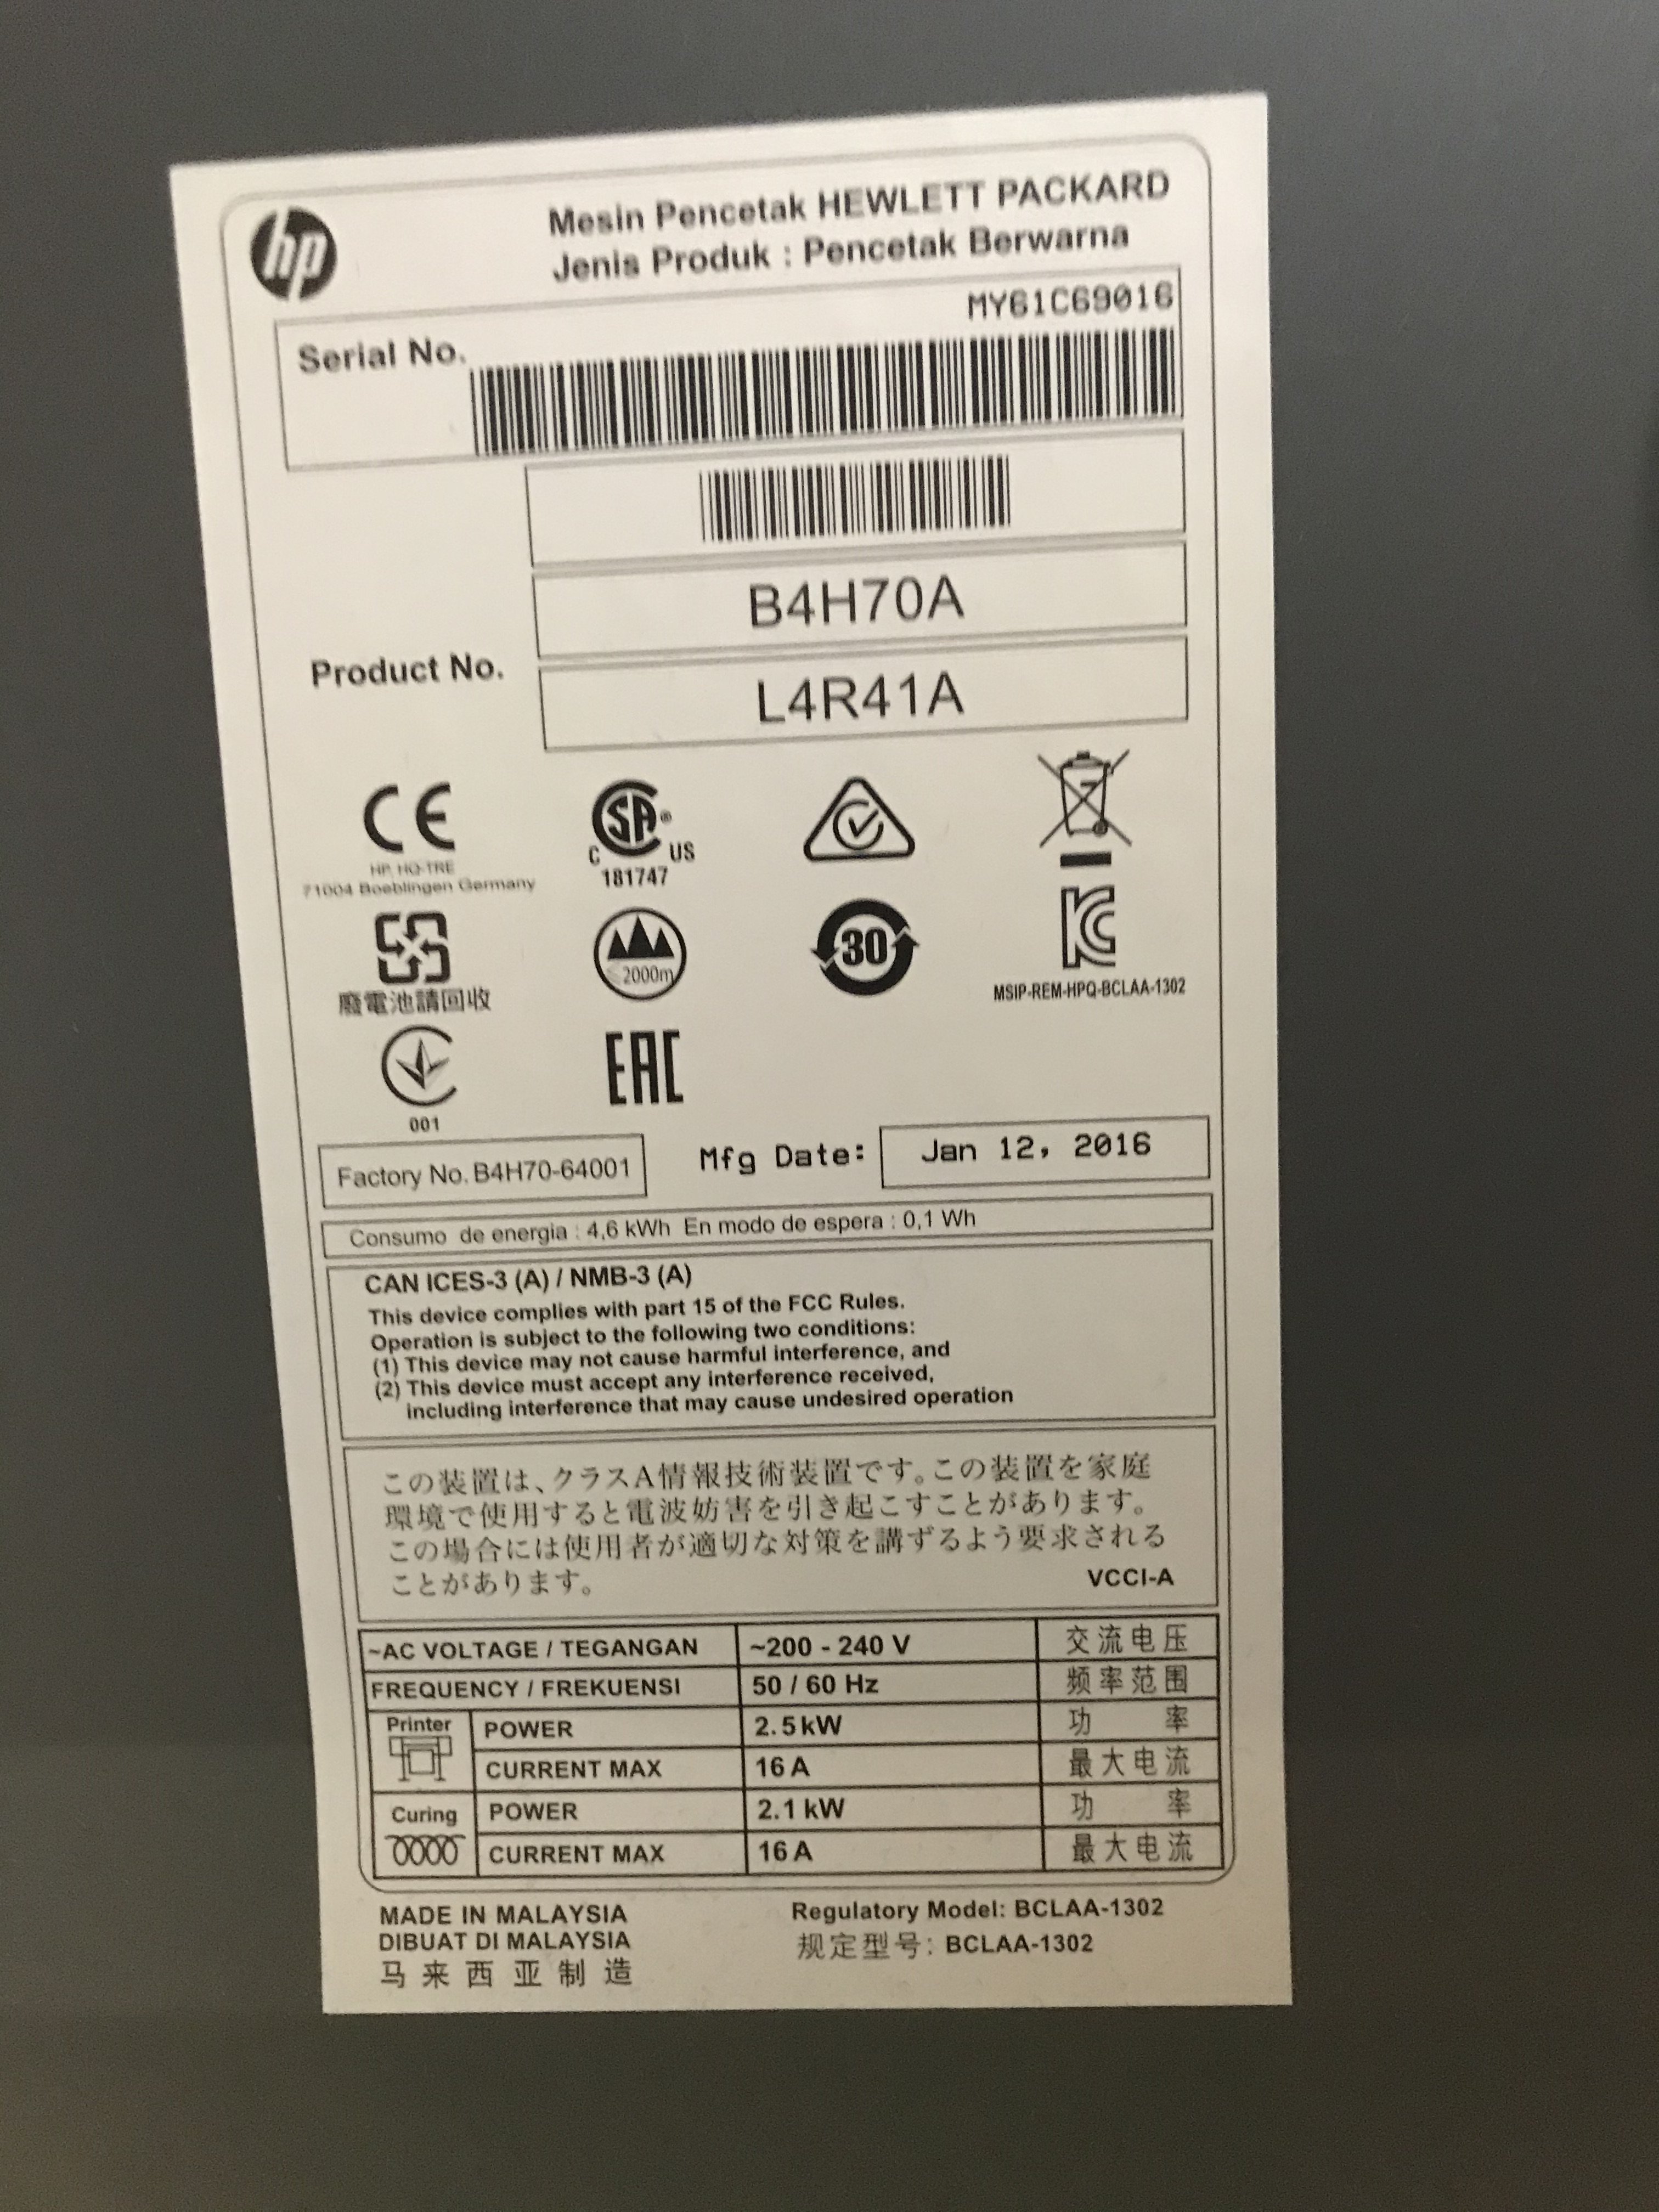 hp
Mesin Pencetak HEWLETT PACKARD
Jenis Produk : Pencetak Berwarna
MY61C69016
Serial No.
B4H70A
Product No.
L4R41A
CE
HP, HQ-TRE
71004 Boeblingen Germany
SA®
C US
181747
廢電池請回收
≤2000m
30
MSIP-REM-HPQ-BCLAA-1302
001
EAC
Factory No. B4H70-64001
Mfg Date: Jan 12, 2016
Consumo de energia : 4,6 kWh En modo de espera : 0,1 Wh
CAN ICES-3 (A) / NMB-3 (A)
This device complies with part 15 of the FCC Rules.
Operation is subject to the following two conditions:
(1) This device may not cause harmful interference, and
(2) This device must accept any interference received,
including interference that may cause undesired operation
この装置は、クラスA情報技術装置です。この装置を家庭
環境で使用すると電波妨害を引き起こすことがあります。
この場合には使用者が適切な対策を講ずるよう要求される
ことがあります。 VCCI-A
~AC VOLTAGE / TEGANGAN ~200 - 240 V 交流电压
FREQUENCY / FREKUENSI 50 / 60 Hz 频率范围
Printer POWER 2.5 kW 功 率
CURRENT MAX 16 A 最大电流
Curing POWER 2.1 kW 功 率
CURRENT MAX 16 A 最大电流
MADE IN MALAYSIA
DIBUAT DI MALAYSIA
马来西亚制造
Regulatory Model: BCLAA-1302
规定型号: BCLAA-1302